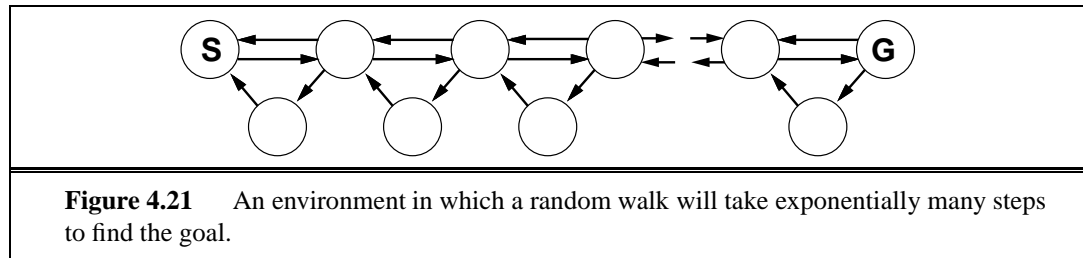 S G
Figure 4.21 An environment in which a random walk will take exponentially many steps
to find the goal.